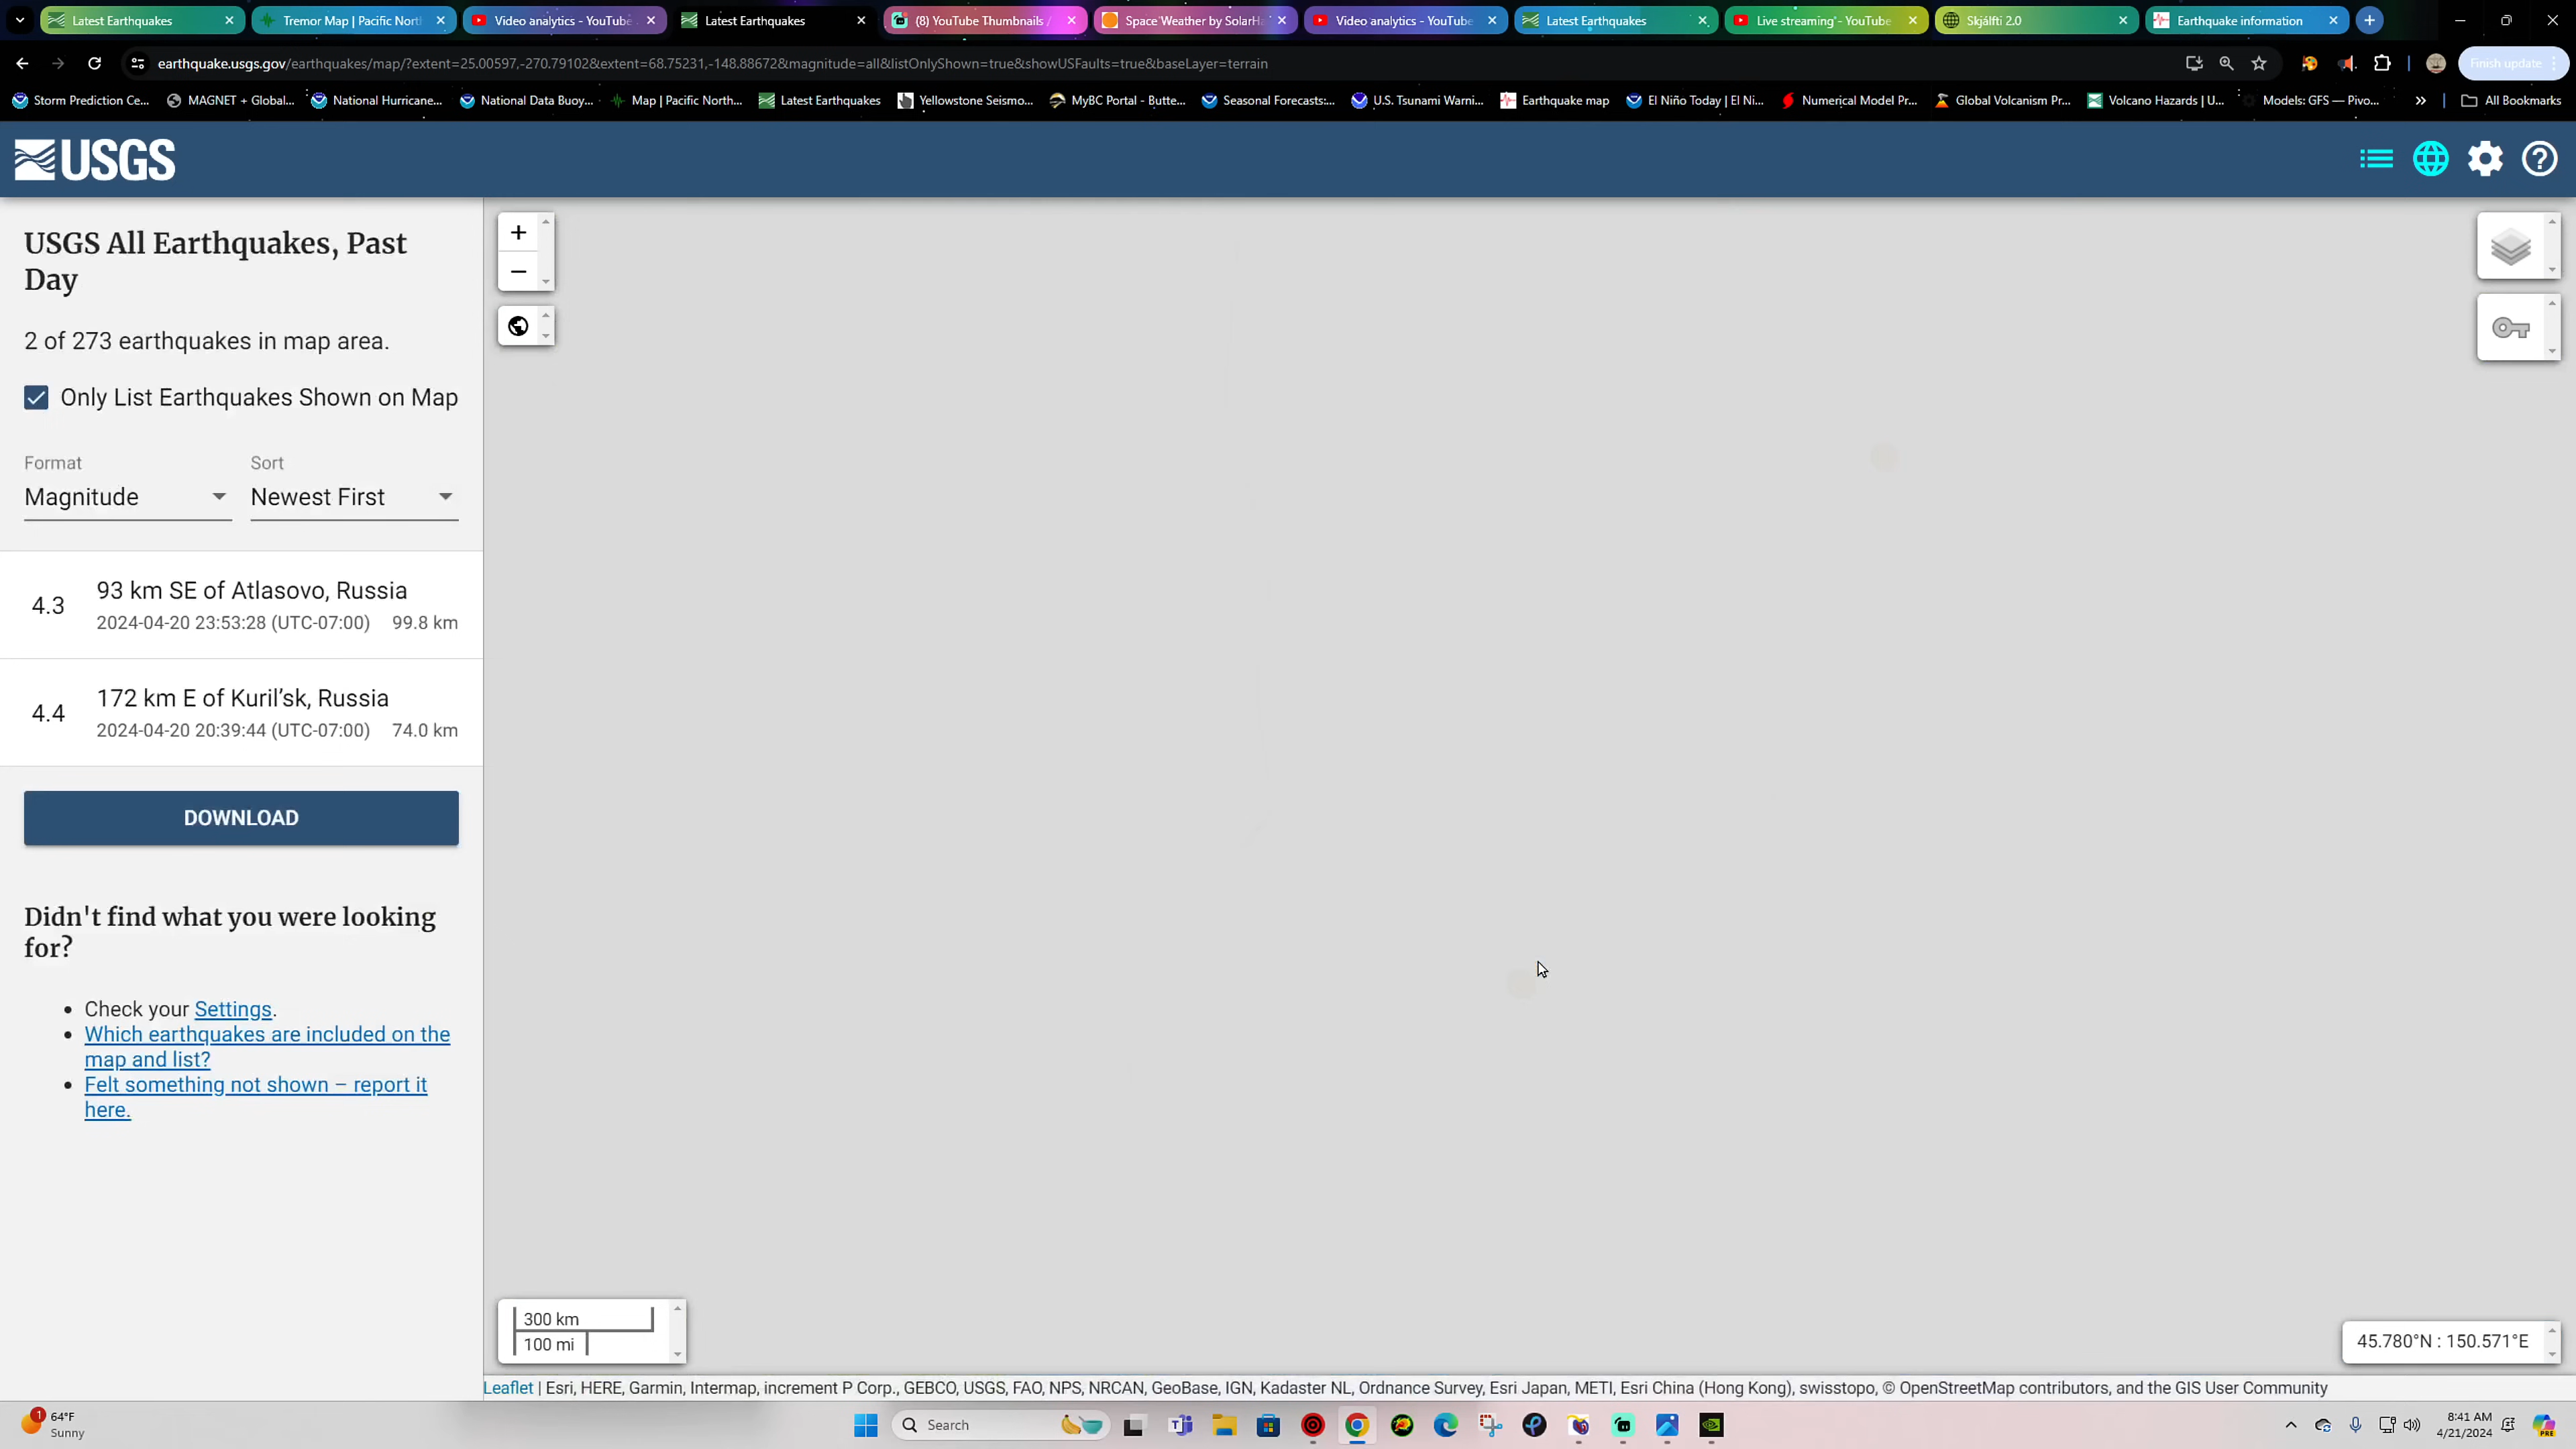 Latest Earthquakes
Tremor Map | Pacific North
Video analytics - YouTube
Latest Earthquakes
(8) YouTube Thumbnails /
Space Weather by SolarHa
Video analytics - YouTube
Latest Earthquakes
Live streaming - YouTube
Skjálfti 2.0
Earthquake information
earthquake.usgs.gov/earthquakes/map/?extent=25.00597,-270.79102&extent=68.75231,-148.88672&magnitude=all&listOnlyShown=true&showUSFaults=true&baseLayer=terrain
Finish update
Storm Prediction Ce...
MAGNET + Global...
National Hurricane...
National Data Buoy...
Map | Pacific North...
Latest Earthquakes
Yellowstone Seismo...
MyBC Portal - Butte...
Seasonal Forecasts:...
U.S. Tsunami Warni...
Earthquake map
El Niño Today | El Ni...
Numerical Model Pr...
Global Volcanism Pr...
Volcano Hazards | U...
Models: GFS — Pivo...
All Bookmarks
USGS
USGS All Earthquakes, Past
Day
2 of 273 earthquakes in map area.
Only List Earthquakes Shown on Map
Format
Sort
Magnitude
Newest First
4.3
93 km SE of Atlasovo, Russia
2024-04-20 23:53:28 (UTC-07:00) 99.8 km
4.4
172 km E of Kuril’sk, Russia
2024-04-20 20:39:44 (UTC-07:00) 74.0 km
DOWNLOAD
Didn't find what you were looking
for?
Check your Settings.
Which earthquakes are included on the
map and list?
Felt something not shown – report it
here.
+
−
300 km
100 mi
45.780°N : 150.571°E
Leaflet | Esri, HERE, Garmin, Intermap, increment P Corp., GEBCO, USGS, FAO, NPS, NRCAN, GeoBase, IGN, Kadaster NL, Ordnance Survey, Esri Japan, METI, Esri China (Hong Kong), swisstopo, © OpenStreetMap contributors, and the GIS User Community
1
64°F
Sunny
Search
8:41 AM
4/21/2024
PRE